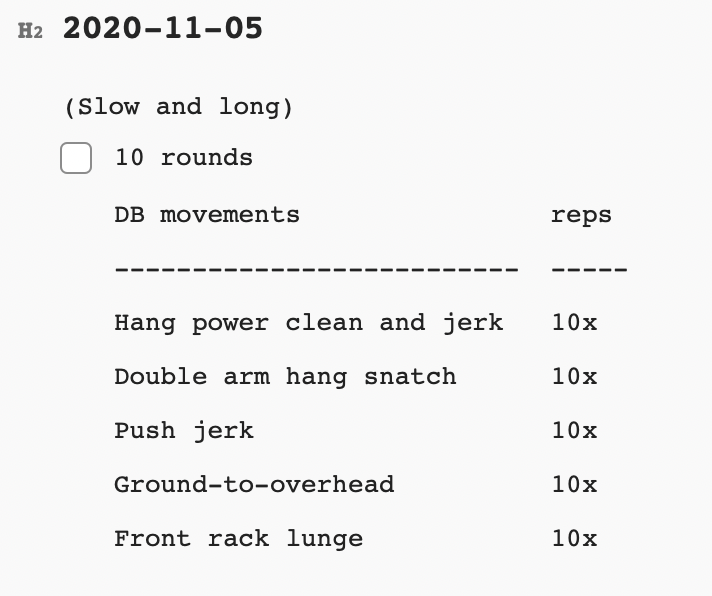 H2 2020-11-05
(Slow and long)
10 rounds
DB movements reps
-------------------------- -----
Hang power clean and jerk 10x
Double arm hang snatch 10x
Push jerk 10x
Ground-to-overhead 10x
Front rack lunge 10x